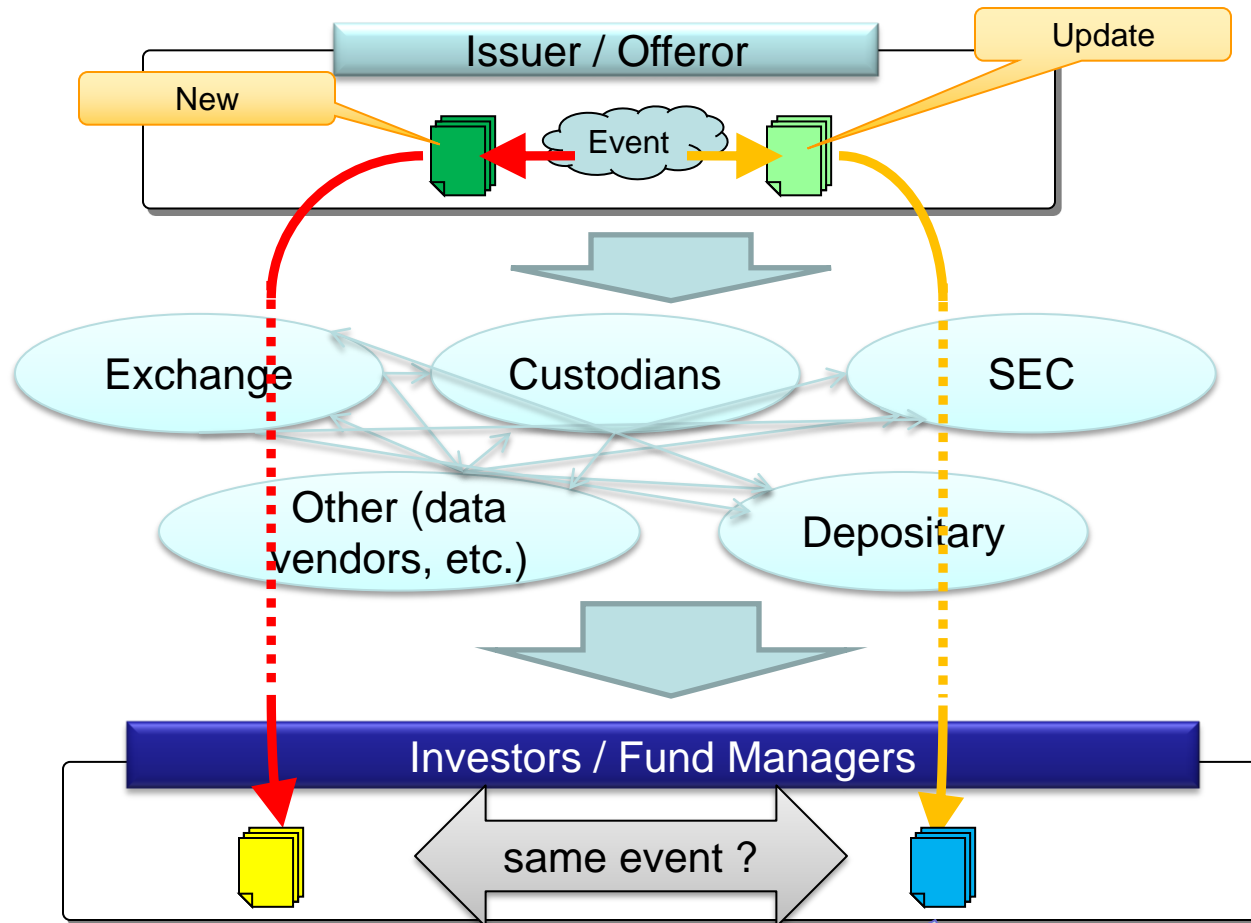 Issuer / Offeror
Update
New
Event
Exchange
Custodians
SEC
Other (data
vendors, etc.)
Depositary
Investors / Fund Managers
same event ?